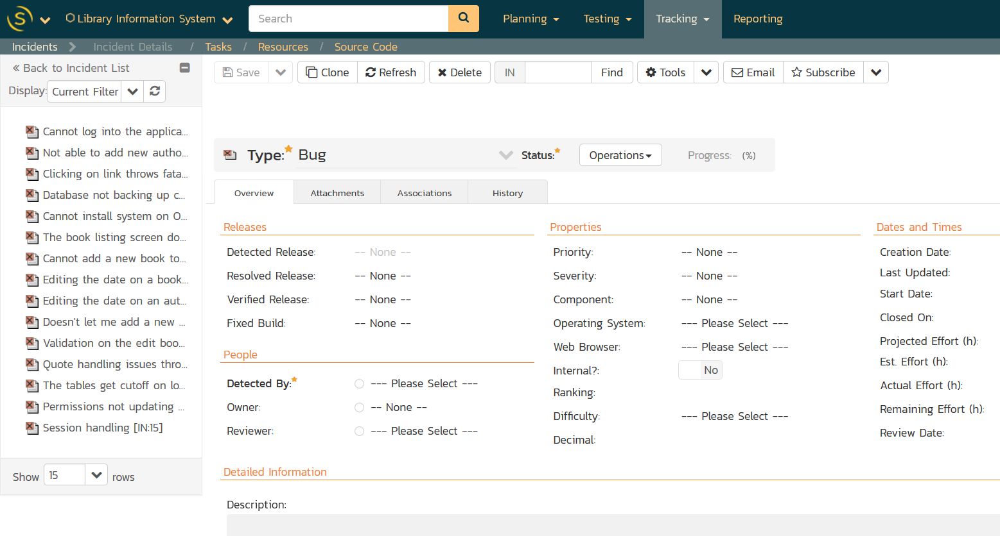 Library Information System
Search
Planning
Testing
Tracking
Reporting
Incidents
Incident Details / Tasks / Resources / Source Code
« Back to Incident List
Display: Current Filter
Cannot log into the applica...
Not able to add new autho...
Clicking on link throws fata...
Database not backing up c...
Cannot install system on O...
The book listing screen do...
Cannot add a new book to...
Editing the date on a book...
Editing the date on an aut...
Doesn't let me add a new ...
Validation on the edit boo...
Quote handling issues thro...
The tables get cutoff on lo...
Permissions not updating ...
Session handling [IN:15]
Show 15 rows
Save
Clone
Refresh
Delete
IN
Find
Tools
Email
Subscribe
Type: Bug
Status:
Operations
Progress: (%)
Overview
Attachments
Associations
History
Releases
Detected Release: -- None --
Resolved Release: -- None --
Verified Release: -- None --
Fixed Build: -- None --
People
Detected By: --- Please Select ---
Owner: -- None --
Reviewer: --- Please Select ---
Properties
Priority: -- None --
Severity: -- None --
Component: -- None --
Operating System: --- Please Select ---
Web Browser: --- Please Select ---
Internal?: No
Ranking:
Difficulty: --- Please Select ---
Decimal:
Dates and Times
Creation Date:
Last Updated:
Start Date:
Closed On:
Projected Effort (h):
Est. Effort (h):
Actual Effort (h):
Remaining Effort (h):
Review Date:
Detailed Information
Description: